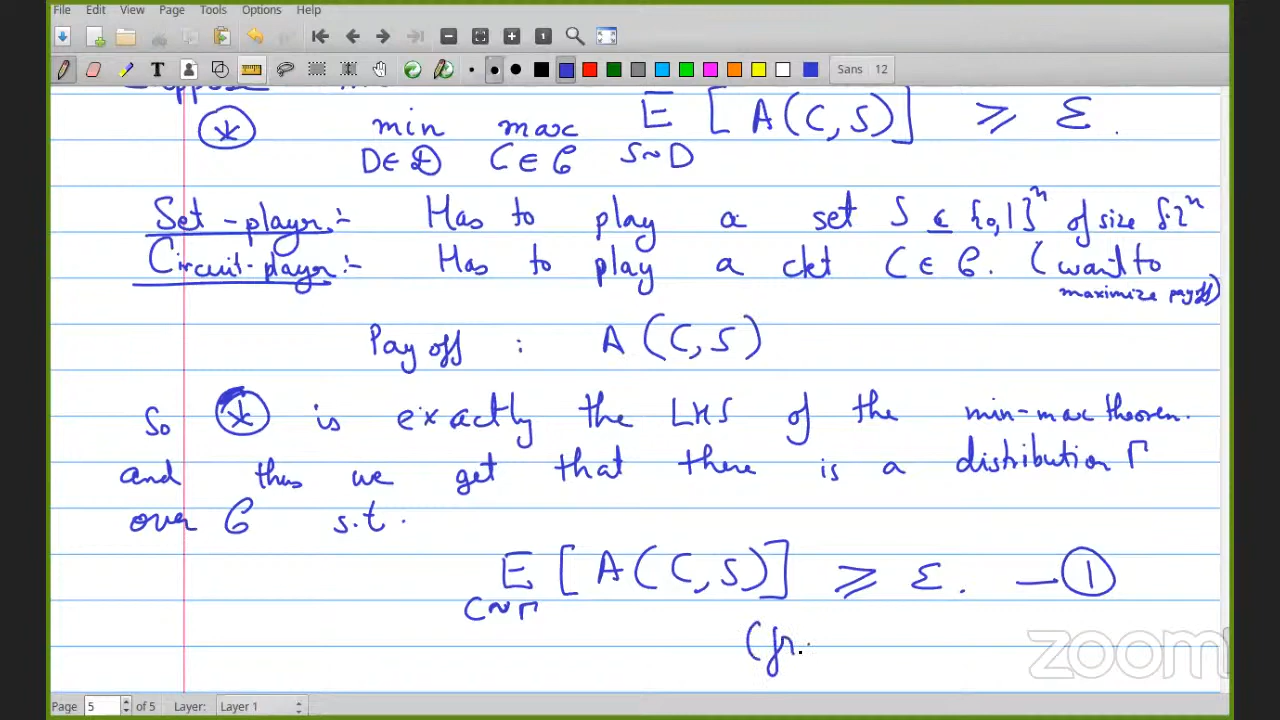 File Edit View Page Tools Options Help
Sans 12
Suppose
(*) min max E [A(C,S)] ≥ ε.
D∈𝒟 C∈𝒞 S~D
Set-player:- Has to play a set S ⊆ {0,1}^n of size δ·2^n
Circuit-player:- Has to play a ckt C ∈ 𝒞. (want to
maximize payoff)
Pay off : A(C,S)
So (*) is exactly the LHS of the min-max theorem.
and thus we get that there is a distribution Γ
over 𝒞 s.t.
E [A(C,S)] ≥ ε. —①
C~Γ
(fr
zoom
Page 5 of 5 Layer: Layer 1